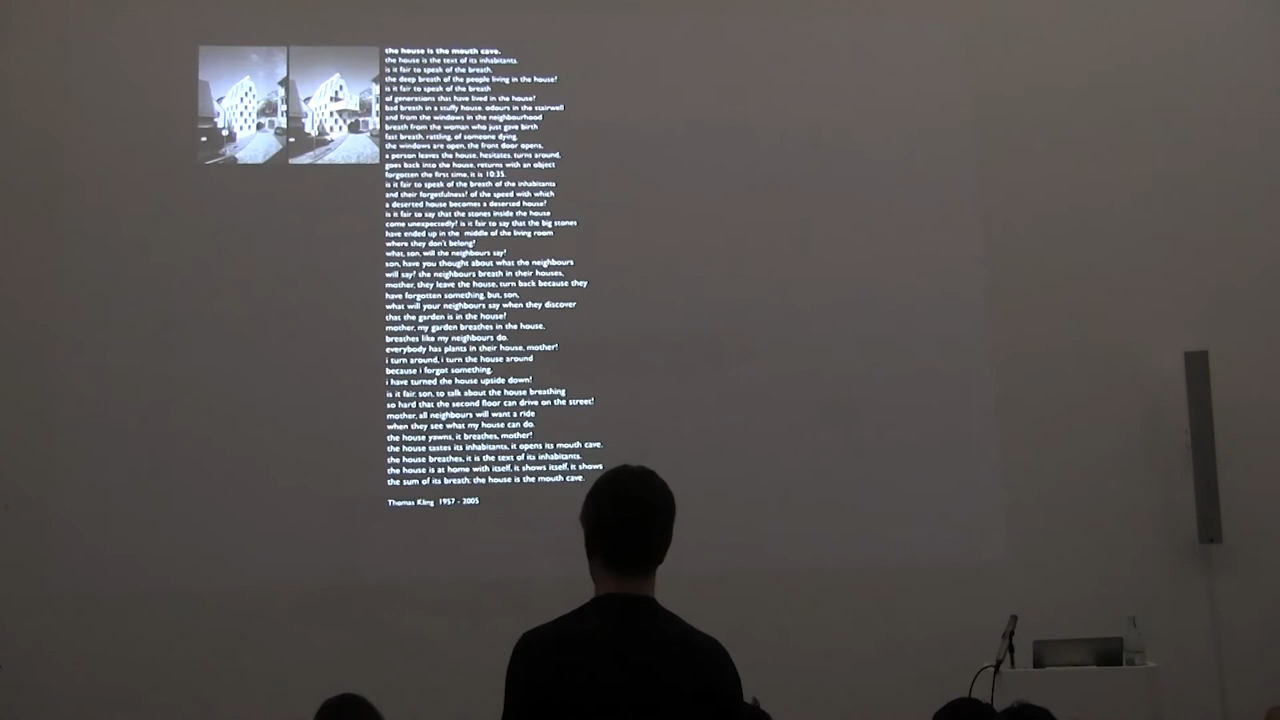 the house is the mouth cave.
the house is the text of its inhabitants.
is it fair to speak of the breath,
the deep breath of the people living in the house?
is it fair to speak of the breath
of generations that have lived in the house?
bad breath in a stuffy house, odours in the stairwell
and from the windows in the neighbourhood
breath from the woman who just gave birth
fast breath, rattling, of someone dying,
the windows are open, the front door opens,
a person leaves the house, hesitates, turns around,
goes back into the house, returns with an object
forgotten the first time, it is 10:35.
is it fair to speak of the breath of the inhabitants
and their forgetfulness? of the speed with which
a deserted house becomes a deserted house?
is it fair to say that the stones inside the house
come unexpectedly? is it fair to say that the big stones
have ended up in the middle of the living room
where they don't belong?
what, son, will the neighbours say?
son, have you thought about what the neighbours
will say? the neighbours breath in their houses,
mother, they leave the house, turn back because they
have forgotten something, but, son,
what will your neighbours say when they discover
that the garden is in the house?
mother, my garden breathes in the house,
breathes like my neighbours do.
everybody has plants in their house, mother!
i turn around, i turn the house around
because i forgot something.
i have turned the house upside down!
is it fair, son, to talk about the house breathing
so hard that the second floor can drive on the street!
mother, all neighbours will want a ride
when they see what my house can do.
the house yawns, it breathes, mother!
the house tastes its inhabitants, it opens its mouth cave.
the house breathes, it is the text of its inhabitants.
the house is at home with itself, it shows itself, it shows
the sum of its breath: the house is the mouth cave.
Thomas Kling 1957 - 2005